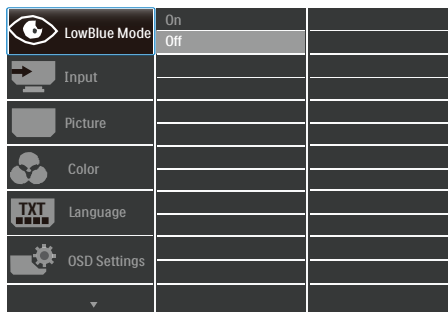 LowBlue Mode
On
Off
Input
Picture
Color
TXT
Language
OSD Settings